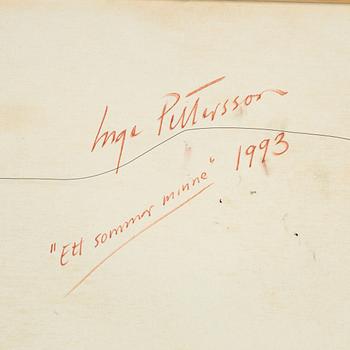 Inge Pettersson
1993
"Ett sommar minne"